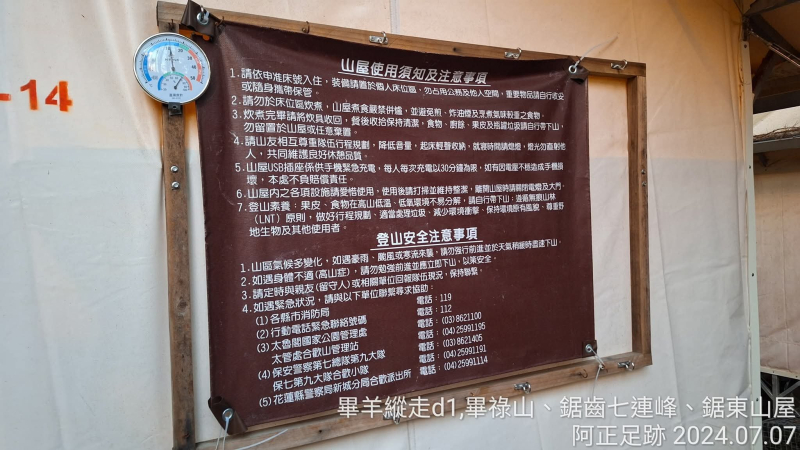 -14
山屋使用須知及注意事項
1.請依申准床號入住，裝備請置於個人床位區，勿占用公務及他人空間，重要物品請自行收妥
或隨身攜帶保管。
2.請勿於床位區炊煮，山屋煮食嚴禁併爐，並避免煎、炸油煙及烹煮氣味較重之食物。
3.炊煮完畢請將炊具收回，餐後收拾保持清潔，食物、廚餘、果皮及瓶罐垃圾請自行帶下山，
勿留置於山屋或任意棄置。
4.請山友相互尊重隊伍行程規劃，降低音量，起床輕聲收納，就寢時間請熄燈，燈光勿直射他
人，共同維護良好休憩品質。
5.山屋USB插座係供手機緊急充電，每人每次充電以30分鐘為限，如有因電壓不穩造成手機損
壞，本處不負賠償責任。
6.山屋內之各項設施請愛惜使用，使用後請打掃並維持整潔，離開山屋時請關閉電燈及大門。
7.登山素養：果皮、食物在高山低溫、低氧環境不易分解，請自行帶下山；遵循無痕山林
（LNT）原則，做好行程規劃、適當處理垃圾、減少環境衝擊、保持環境原有風貌、尊重野
地生物及其他使用者。
登山安全注意事項
1.山區氣候多變化，如遇豪雨、颱風或寒流來襲，請勿強行前進並於天氣稍緩時盡速下山。
2.如遇身體不適(高山症)，請勿勉強前進並應立即下山，以策安全。
3.請定時與親友(留守人)或相關單位回報隊伍現況，保持聯繫。
4.如遇緊急狀況，請與以下單位聯繫尋求協助：
(1)各縣市消防局 電話：119
(2)行動電話緊急聯絡號碼 電話：112
(3)太魯閣國家公園管理處 電話：(03)8621100
太管處合歡山管理站 電話：(04)25991195
(4)保安警察第七總隊第九大隊 電話：(03)8621405
保七第九大隊合歡小隊 電話：(04)25991191
(5)花蓮縣警察局新城分局合歡派出所 電話：(04)25991114
畢羊縱走d1,畢祿山、鋸齒七連峰、鋸東山屋
阿正足跡 2024.07.07